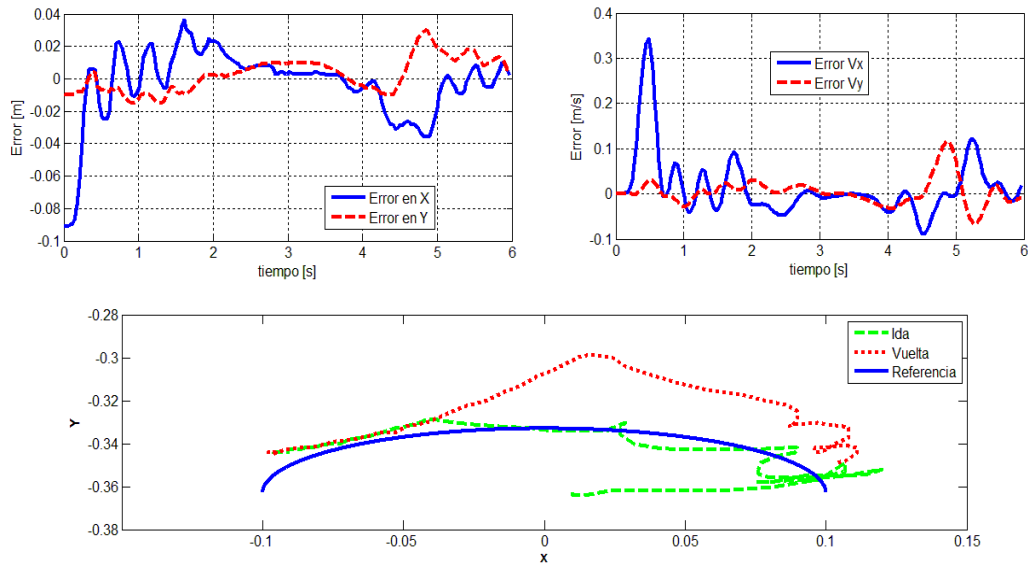 0.04
0.02
0
-0.02
-0.04
-0.06
-0.08
-0.1
Error [m]
0 1 2 3 4 5 6
tiempo [s]
Error en X
Error en Y
0.4
0.3
0.2
0.1
0
-0.1
Error [m/s]
0 1 2 3 4 5 6
tiempo [s]
Error Vx
Error Vy
-0.28
-0.3
-0.32
-0.34
-0.36
-0.38
Y
-0.1 -0.05 0 0.05 0.1 0.15
X
Ida
Vuelta
Referencia